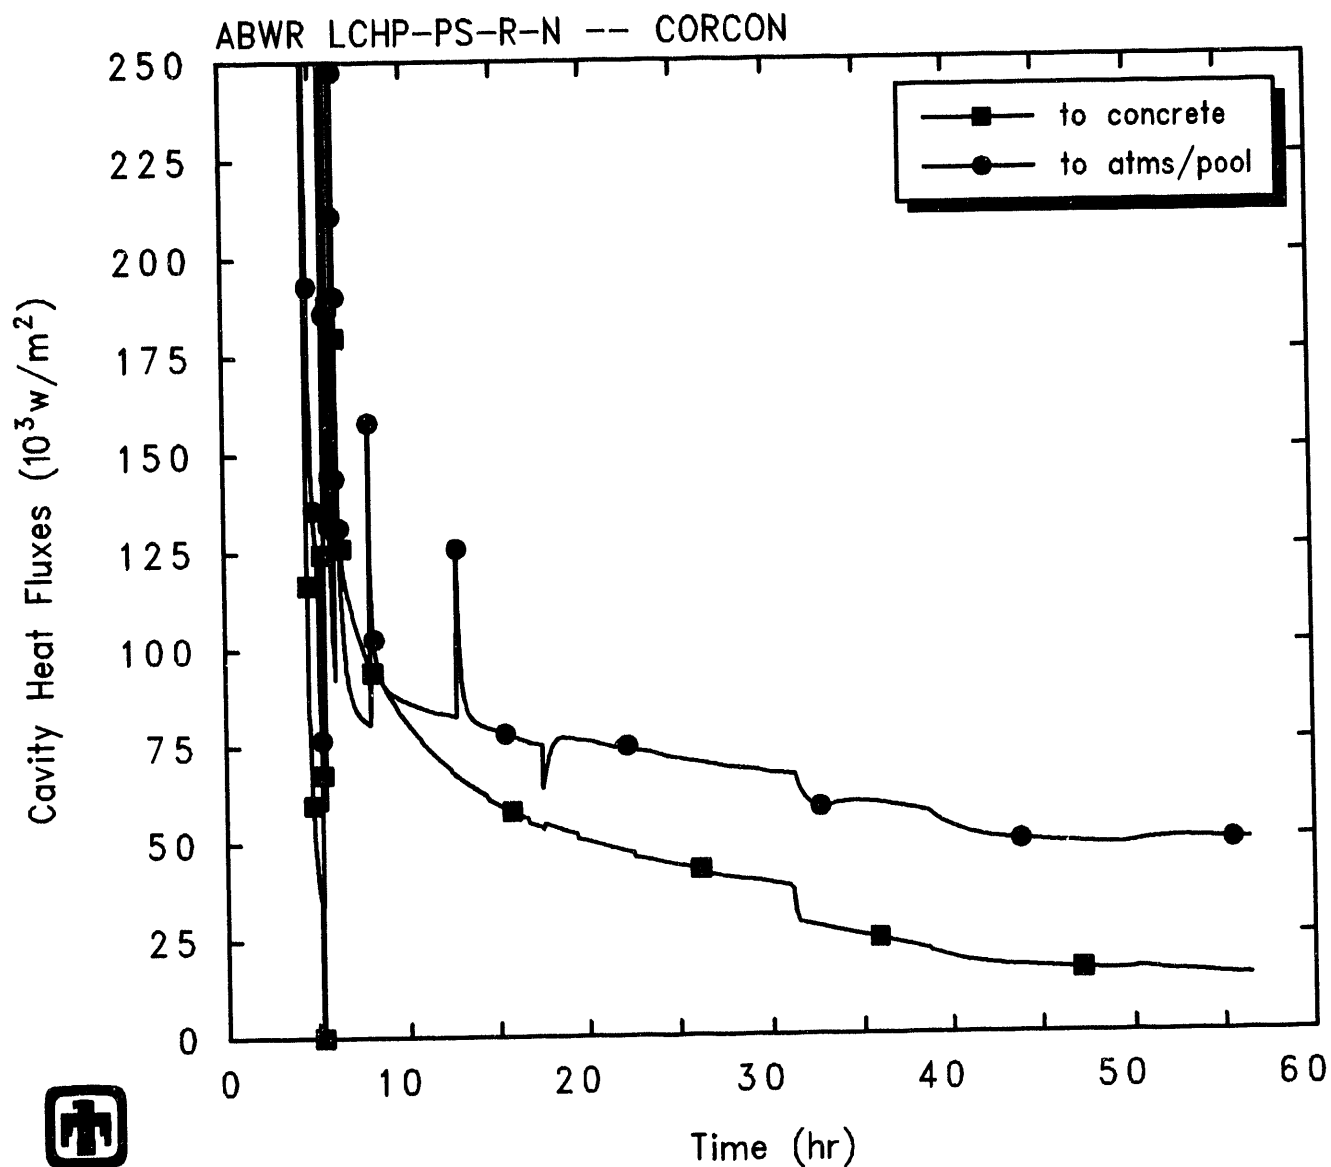 ABWR LCHP-PS-R-N -- CORCON
250
225
200
175
150
125
100
75
50
25
0
Cavity Heat Fluxes (10³w/m²)
to concrete
to atms/pool
0 10 20 30 40 50 60
Time (hr)